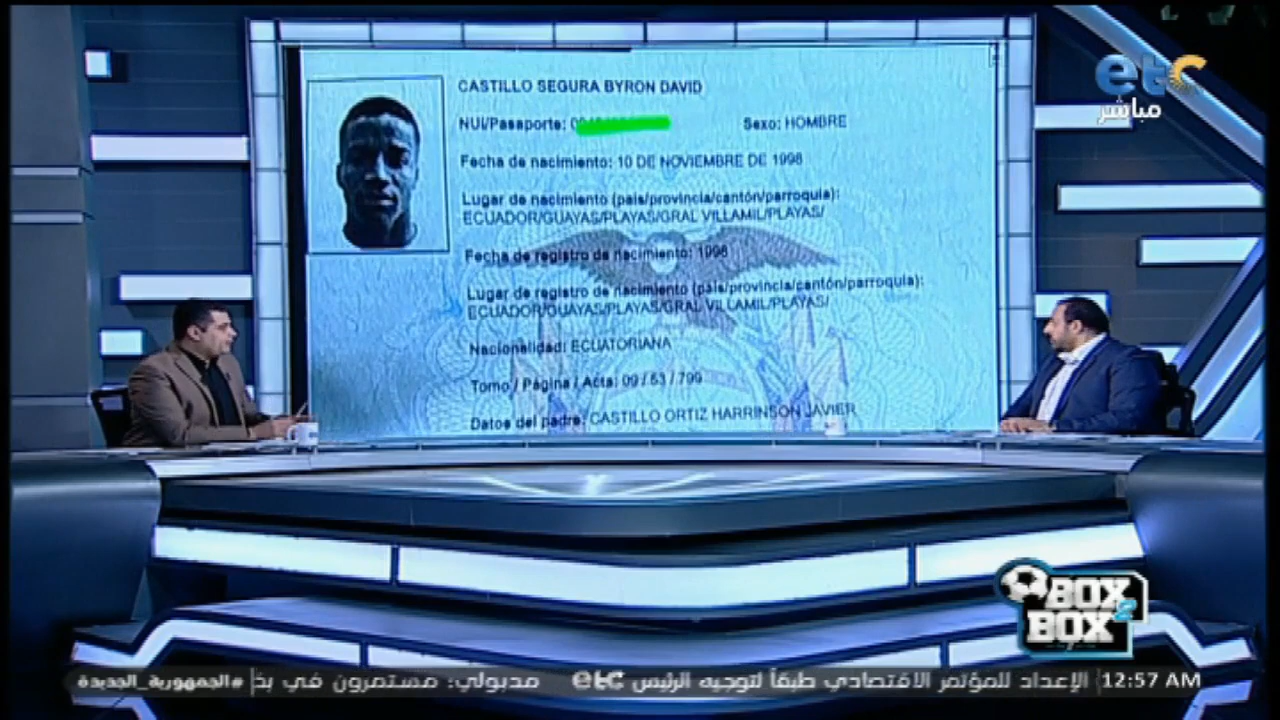 etc
مباشر
CASTILLO SEGURA BYRON DAVID
NUI/Pasaporte: 0
Sexo: HOMBRE
Fecha de nacimiento: 10 DE NOVIEMBRE DE 1998
Lugar de nacimiento (país/provincia/cantón/parroquia):
ECUADOR/GUAYAS/PLAYAS/GRAL VILLAMIL/PLAYAS/
Fecha de registro de nacimiento: 1998
Lugar de registro de nacimiento (país/provincia/cantón/parroquia):
ECUADOR/GUAYAS/PLAYAS/GRAL VILLAMIL/PLAYAS/
Nacionalidad: ECUATORIANA
Tomo / Página / Acta: 09 / 53 / 799
Datos del padre: CASTILLO ORTIZ HARRINSON JAVIER
BOX 2
BOX
12:57 AM الإعداد للمؤتمر الاقتصادي طبقاً لتوجيه الرئيس etc مدبولي: مستمرون في #الجمهورية_الجديدة